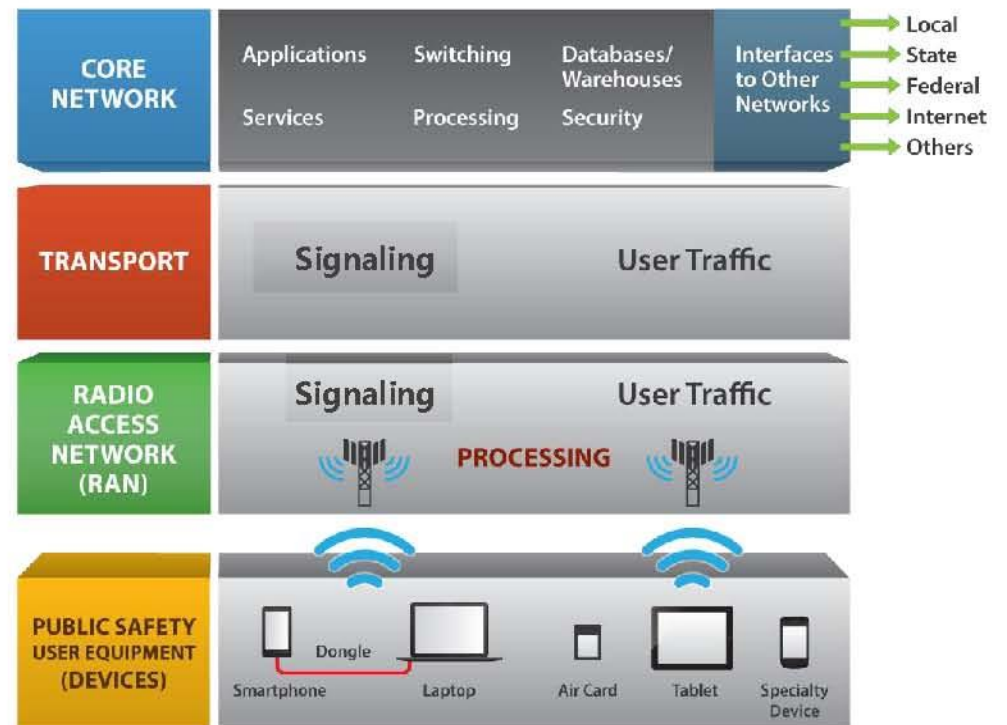 CORE
NETWORK
Applications
Switching
Databases/
Warehouses
Services
Processing
Security
Interfaces
to Other
Networks
Local
State
Federal
Internet
Others
TRANSPORT
Signaling
User Traffic
RADIO
ACCESS
NETWORK
(RAN)
Signaling
User Traffic
PROCESSING
PUBLIC SAFETY
USER EQUIPMENT
(DEVICES)
Dongle
Smartphone
Laptop
Air Card
Tablet
Specialty
Device